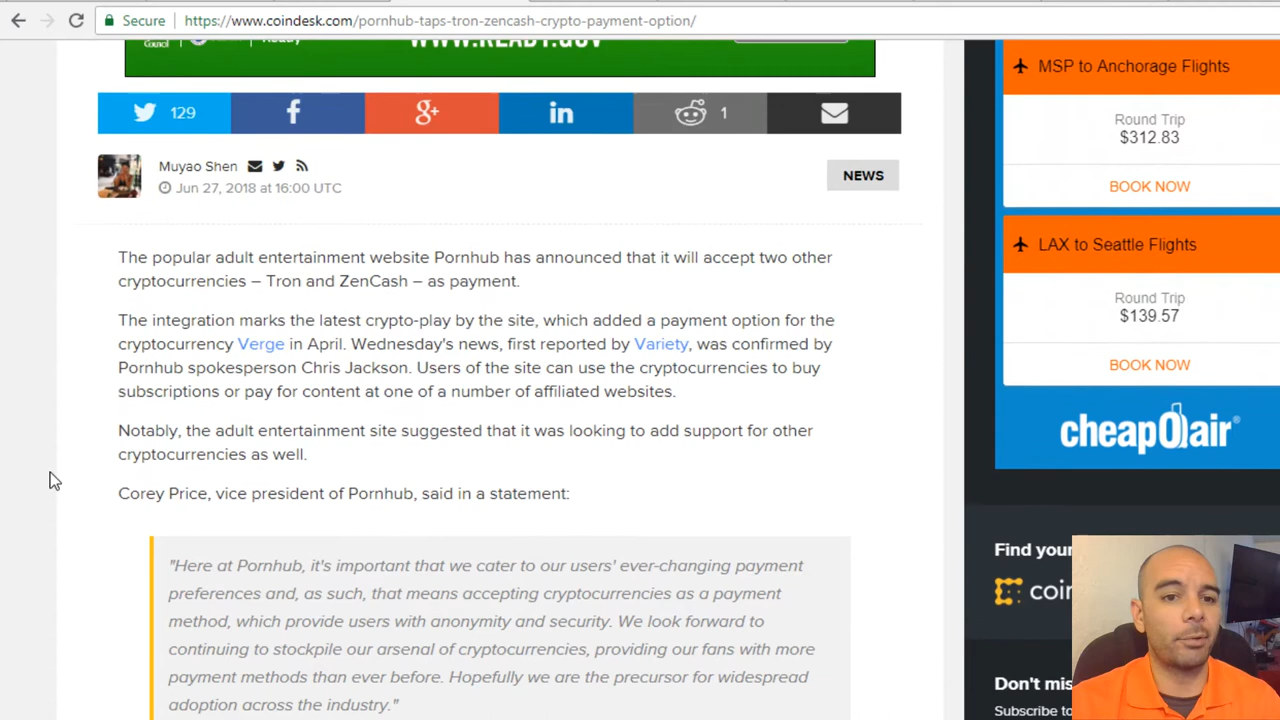 Secure https://www.coindesk.com/pornhub-taps-tron-zencash-crypto-payment-option/
Council
WWW.READY.GOV
129
1
Muyao Shen
Jun 27, 2018 at 16:00 UTC
NEWS
The popular adult entertainment website Pornhub has announced that it will accept two other
cryptocurrencies – Tron and ZenCash – as payment.
The integration marks the latest crypto-play by the site, which added a payment option for the
cryptocurrency Verge in April. Wednesday's news, first reported by Variety, was confirmed by
Pornhub spokesperson Chris Jackson. Users of the site can use the cryptocurrencies to buy
subscriptions or pay for content at one of a number of affiliated websites.
Notably, the adult entertainment site suggested that it was looking to add support for other
cryptocurrencies as well.
Corey Price, vice president of Pornhub, said in a statement:
"Here at Pornhub, it's important that we cater to our users' ever-changing payment
preferences and, as such, that means accepting cryptocurrencies as a payment
method, which provide users with anonymity and security. We look forward to
continuing to stockpile our arsenal of cryptocurrencies, providing our fans with more
payment methods than ever before. Hopefully we are the precursor for widespread
adoption across the industry."
MSP to Anchorage Flights
Round Trip
$312.83
BOOK NOW
LAX to Seattle Flights
Round Trip
$139.57
BOOK NOW
cheapOair®
Find your
coin
Don't mis
Subscribe to